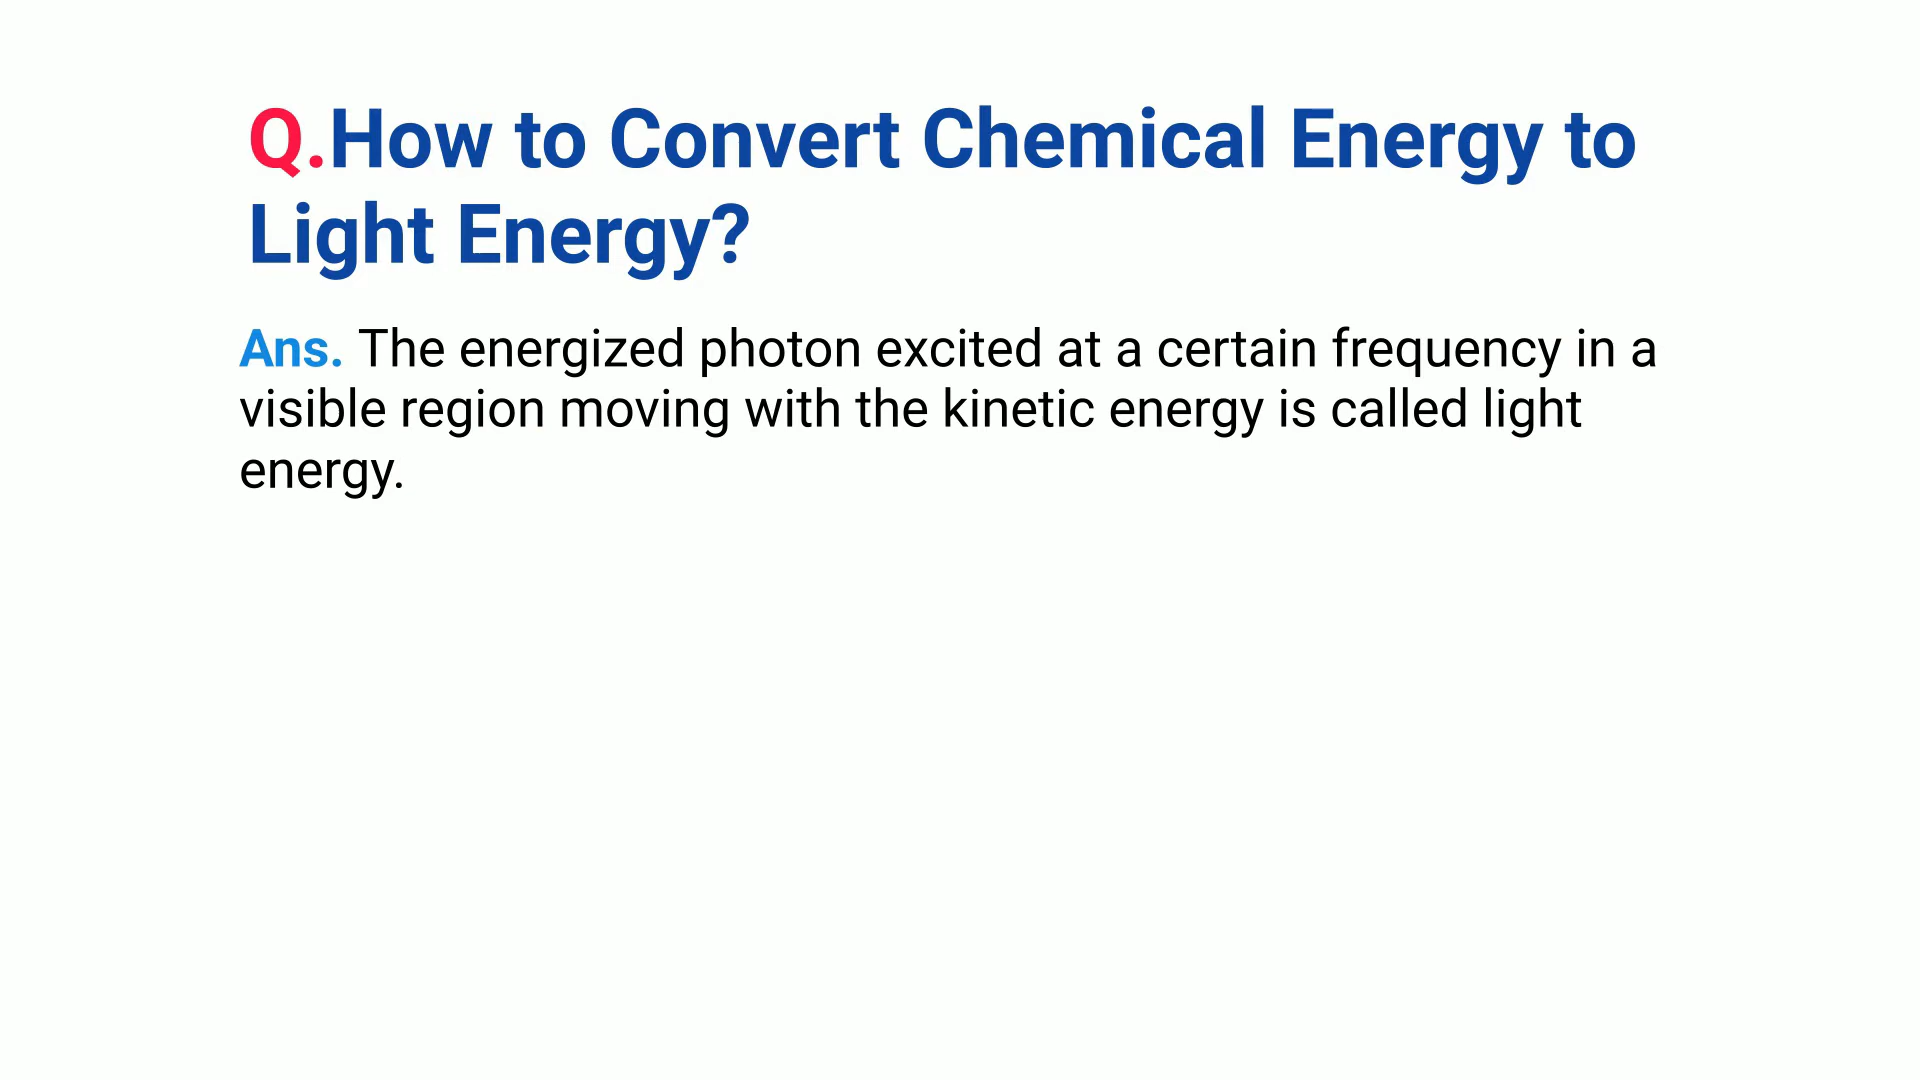 Q.How to Convert Chemical Energy to
Light Energy?
Ans. The energized photon excited at a certain frequency in a
visible region moving with the kinetic energy is called light
energy.